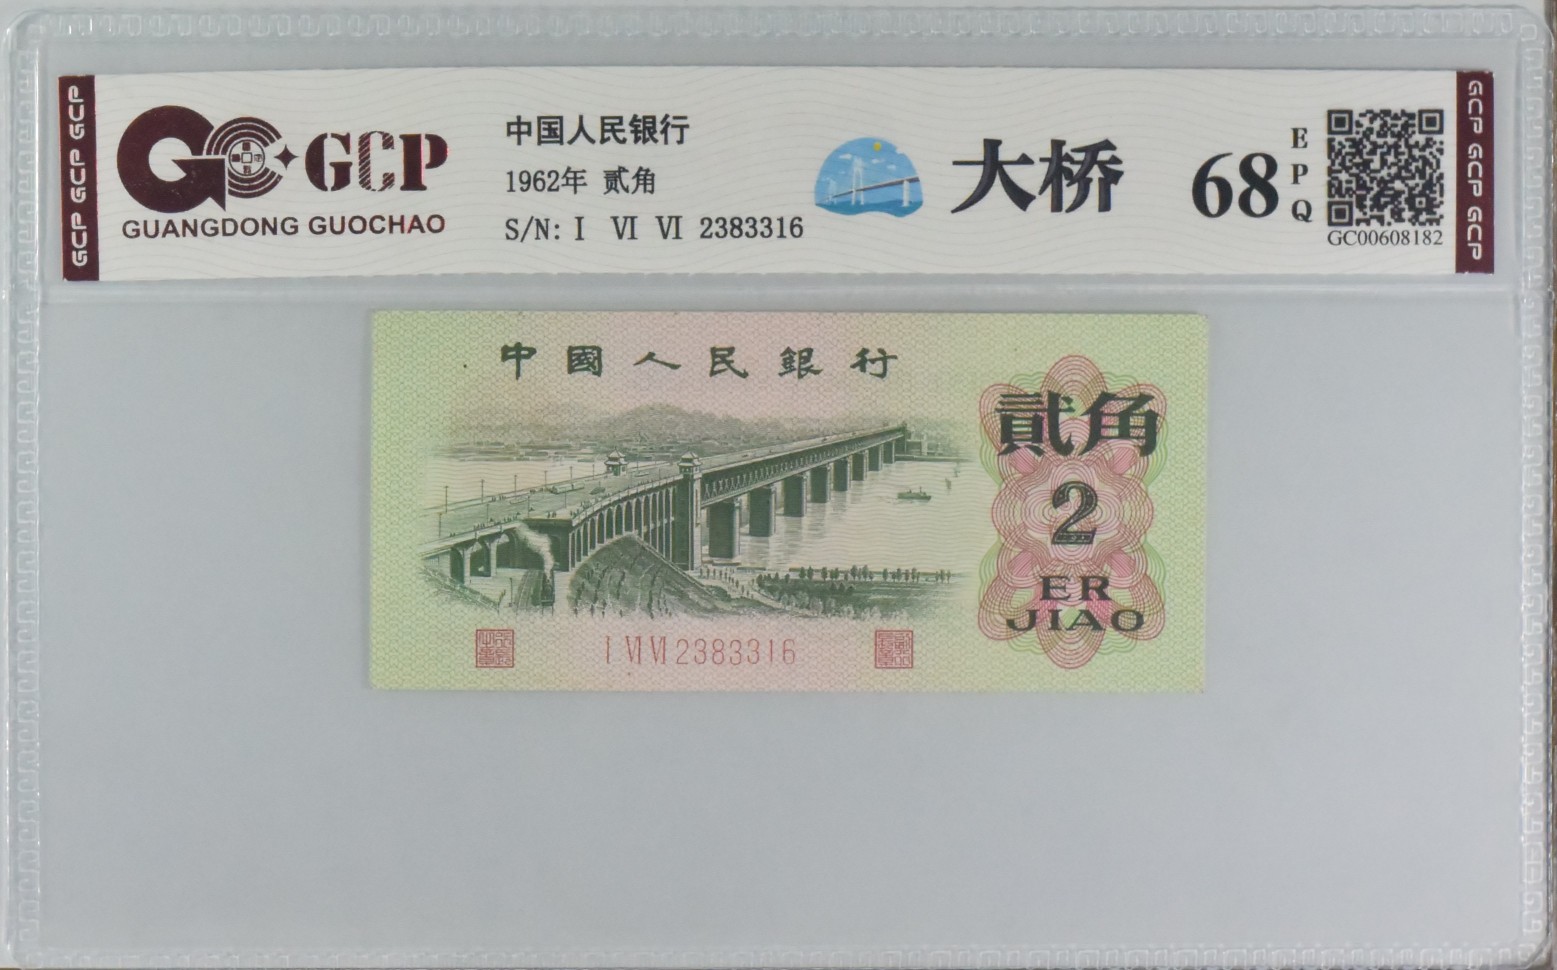 GCP GCP GCP
GCP
GUANGDONG GUOCHAO
中国人民银行
1962年 贰角
S/N: I VI VI 2383316
大桥
68
EPQ
GC00608182
GCP GCP GCP
中國人民銀行
貳角
2
ER
JIAO
I VI VI 2383316